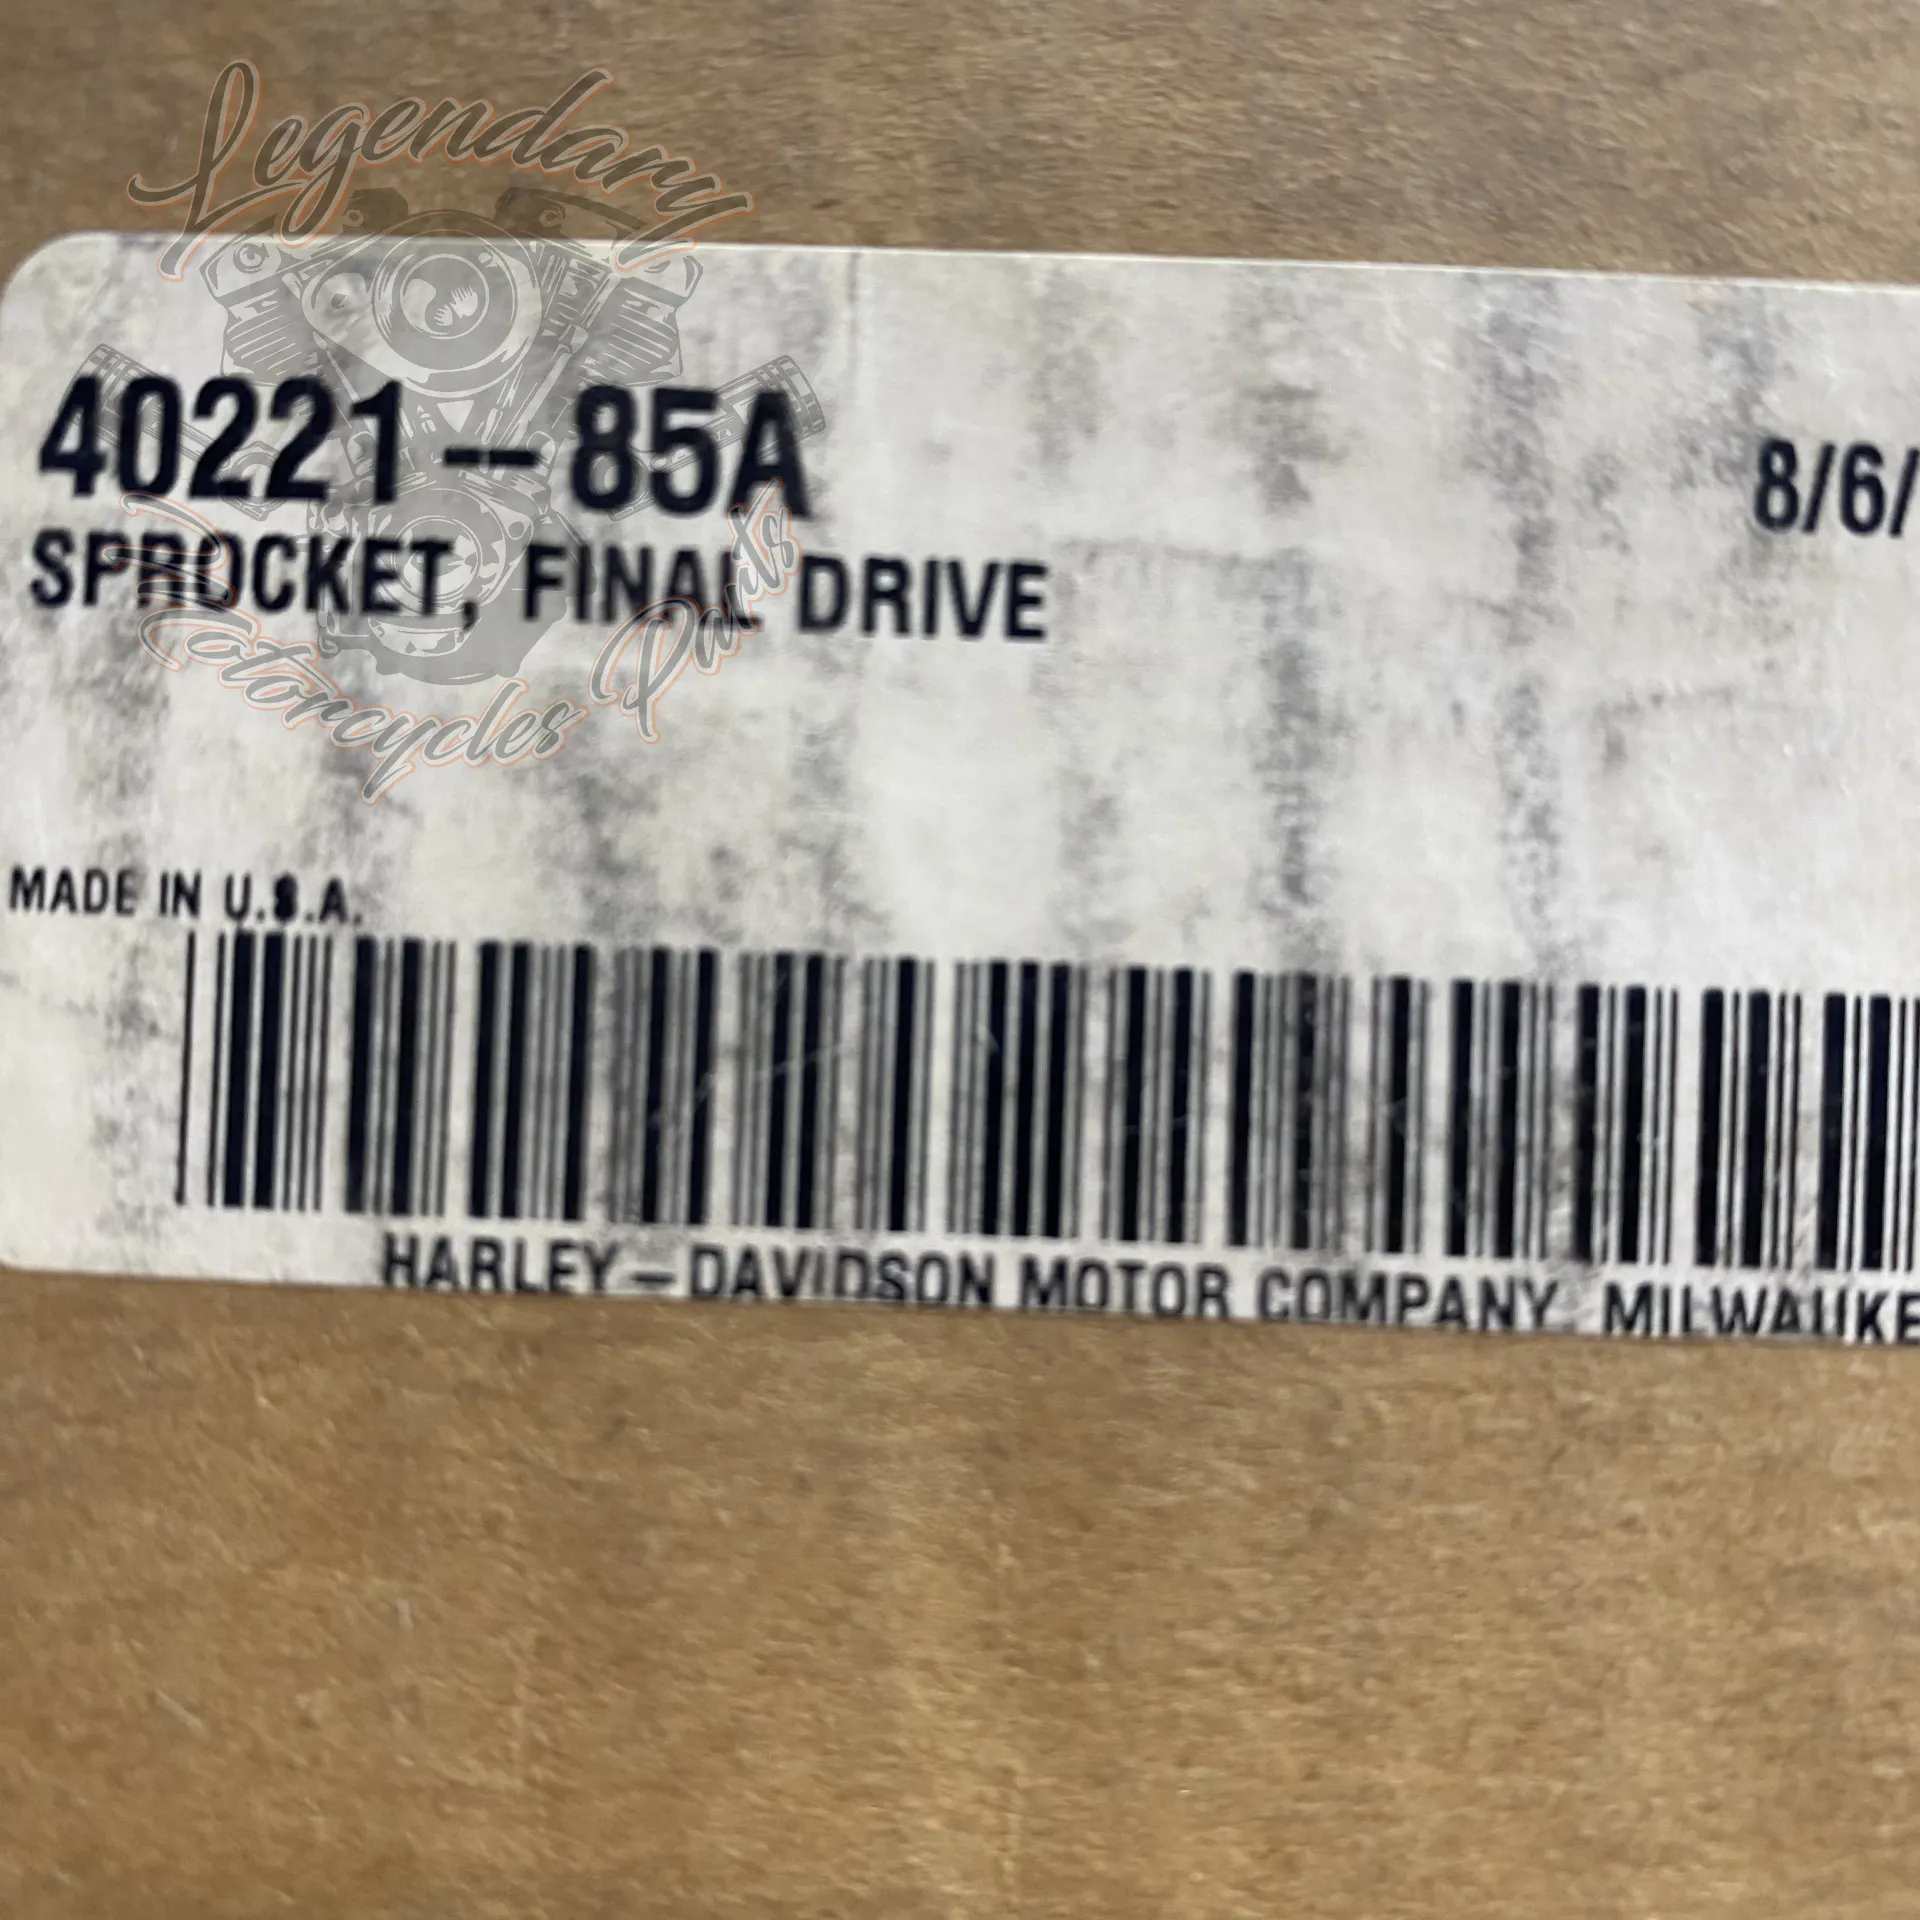 Legendary
40221-85A
8/6/
SPROCKET, FINAL DRIVE
Motorcycles Parts
MADE IN U.S.A.
HARLEY-DAVIDSON MOTOR COMPANY, MILWAUKE